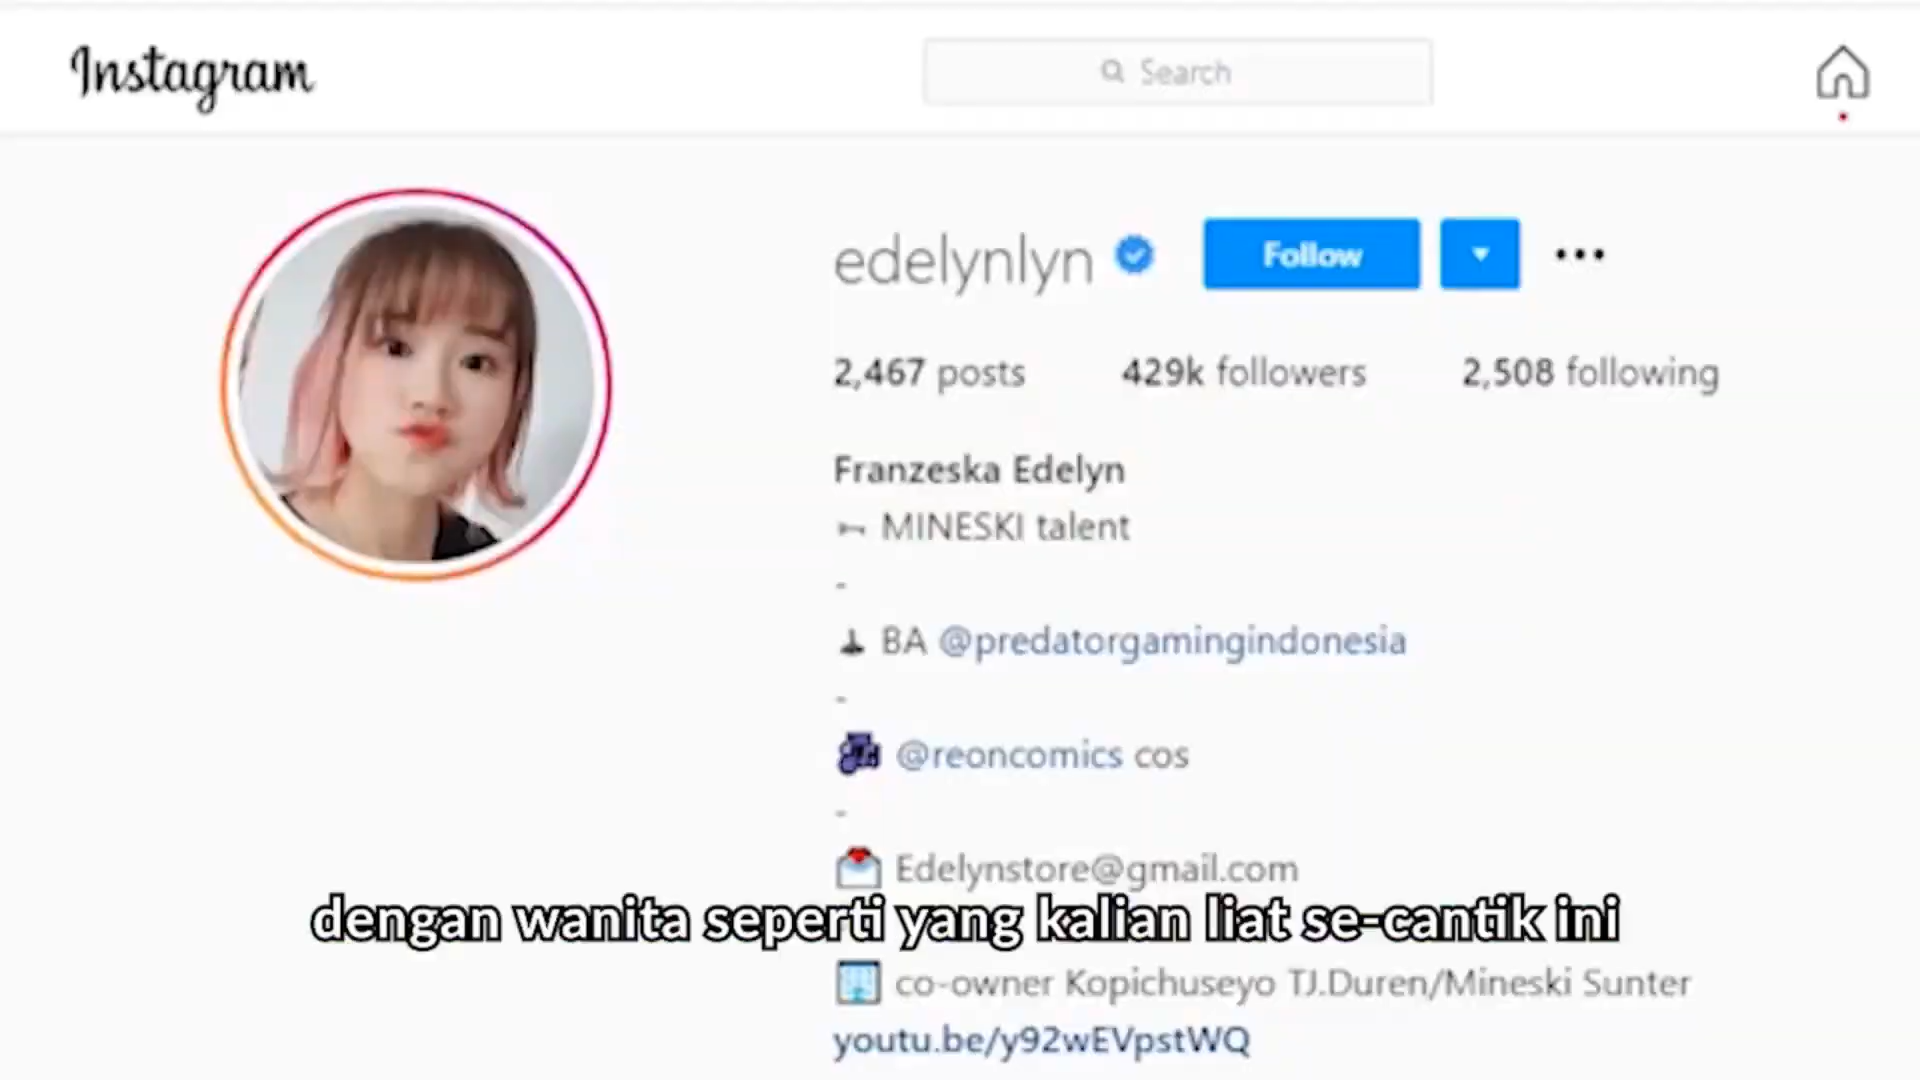 Instagram
Search
edelynlyn
Follow
2,467 posts 429k followers 2,508 following
Franzeska Edelyn
MINESKI talent
-
BA @predatorgamingindonesia
-
@reoncomics cos
-
Edelynstore@gmail.com
dengan wanita seperti yang kalian liat se-cantik ini
co-owner Kopichuseyo TJ.Duren/Mineski Sunter
youtu.be/y92wEVpstWQ